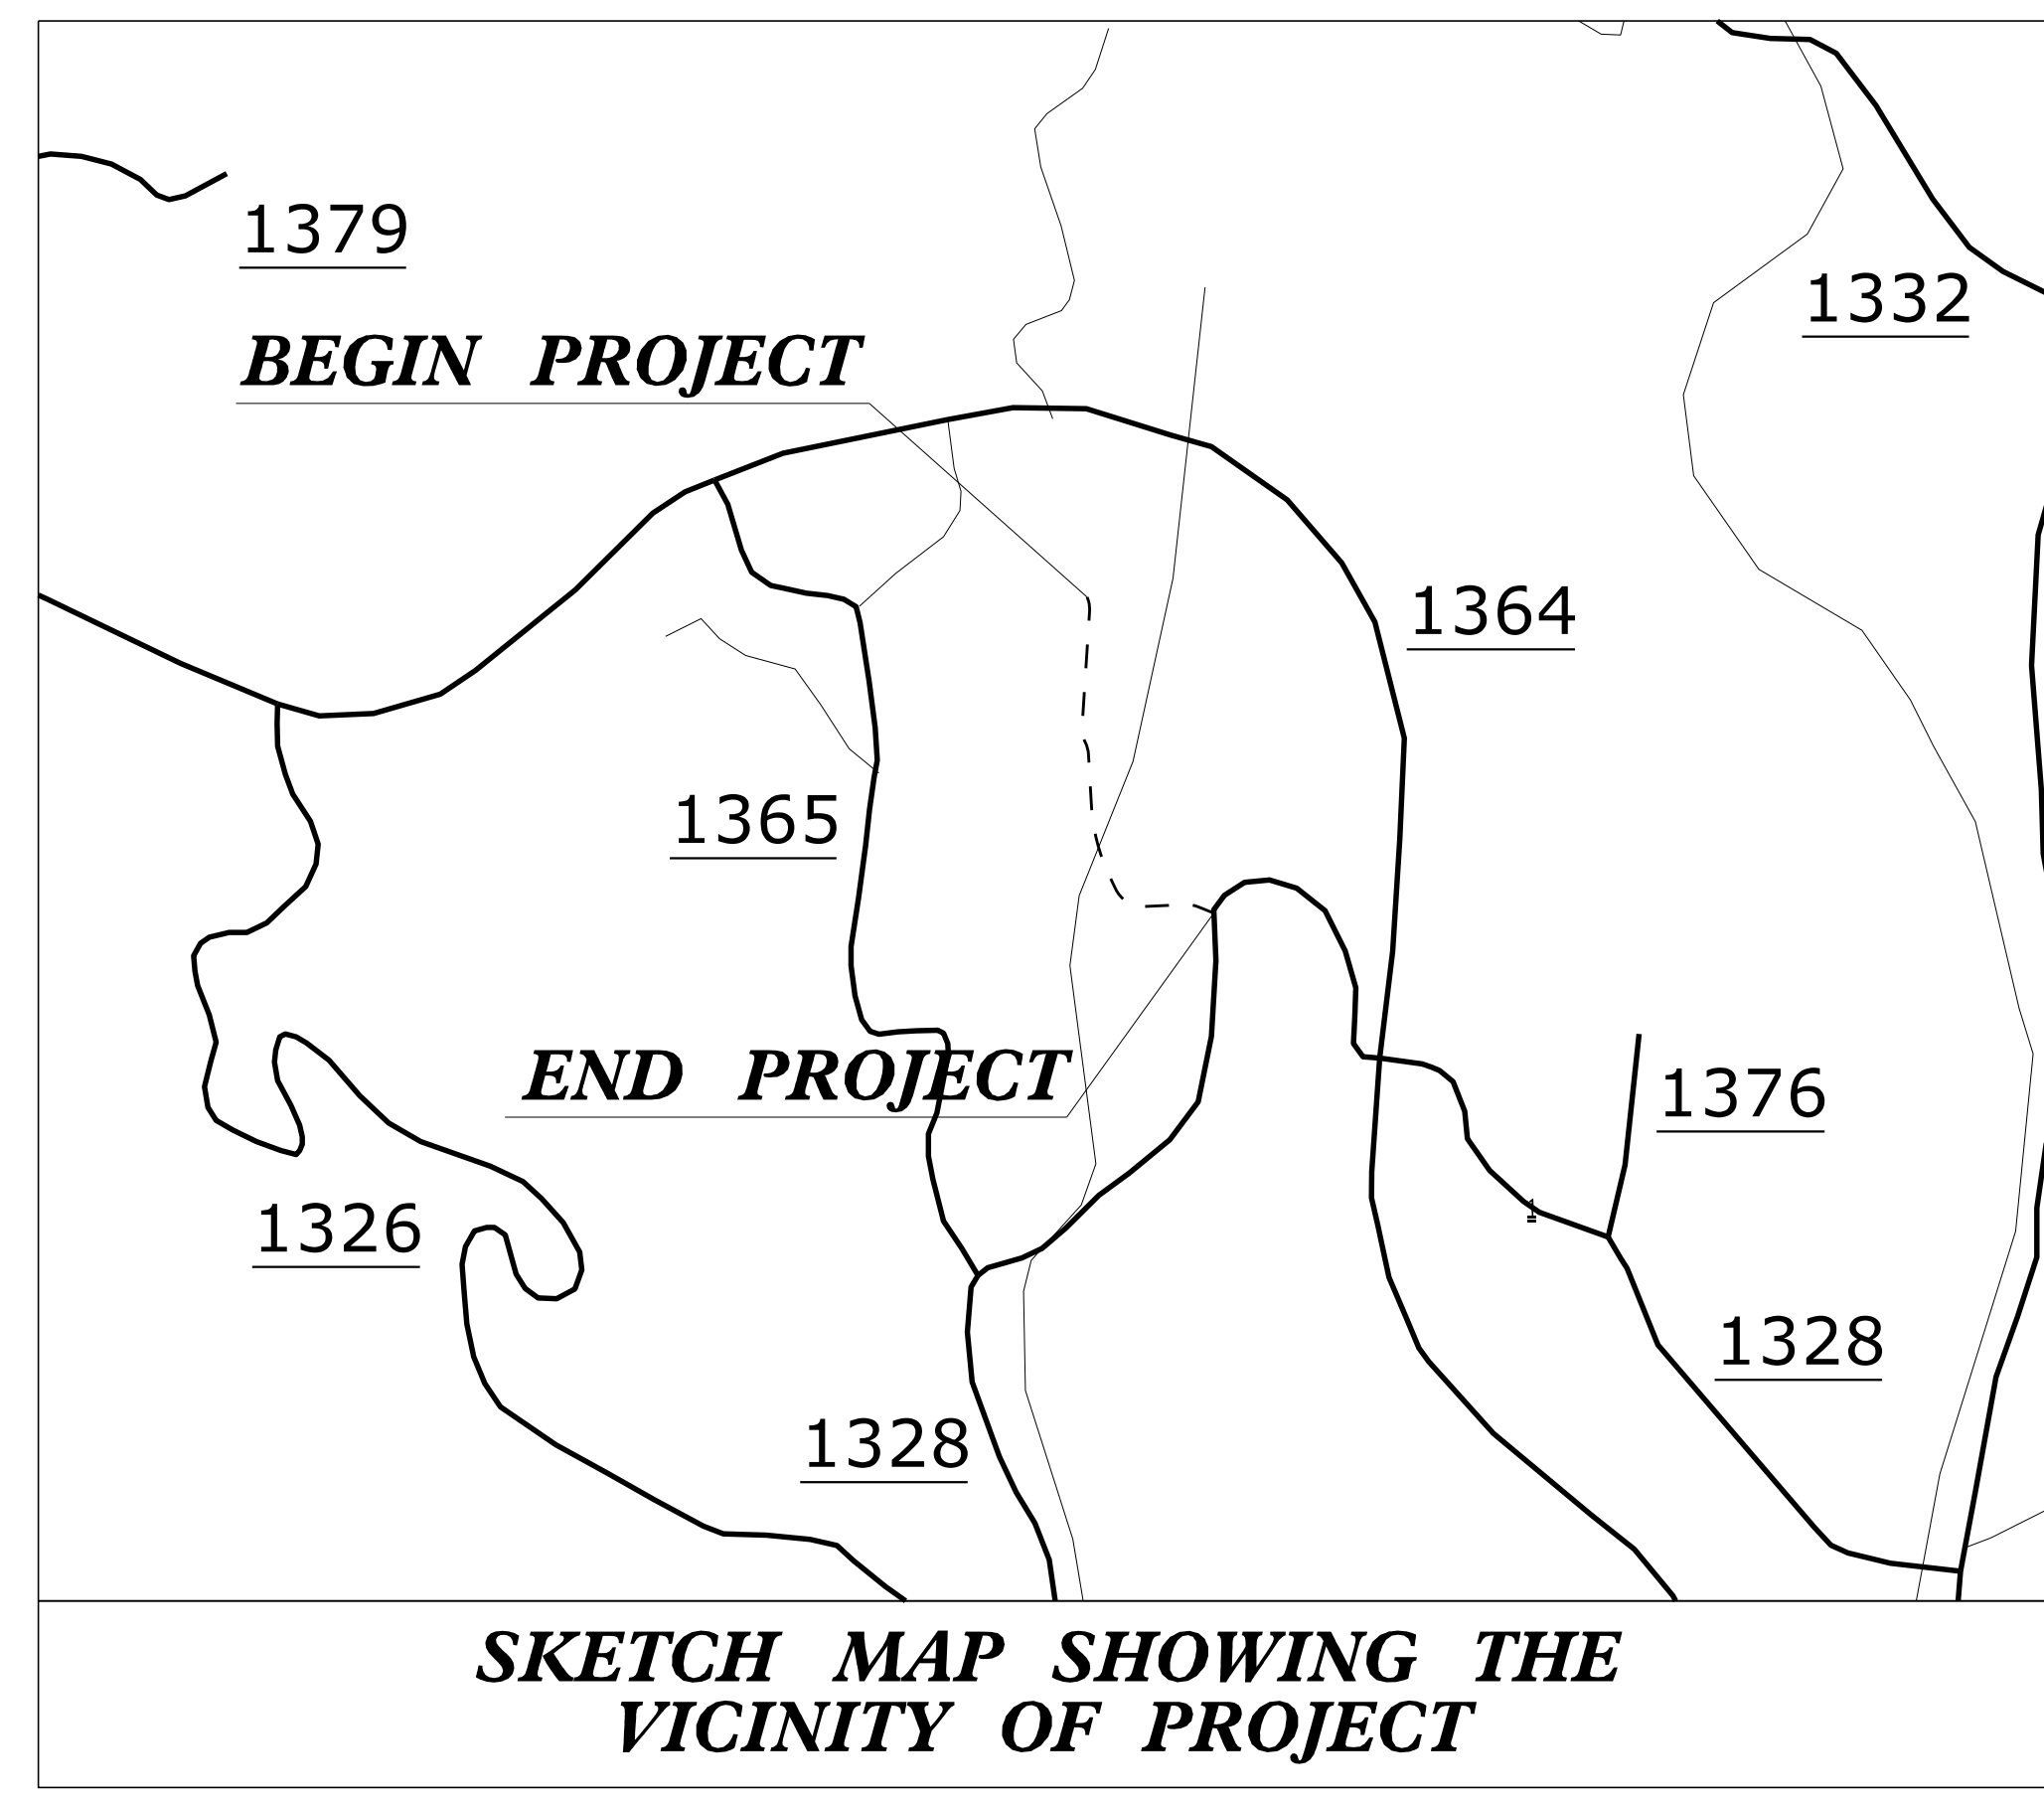 1379
1332
BEGIN PROJECT
1364
1365
END PROJECT
1376
1326
1328
1328
SKETCH MAP SHOWING THE
VICINITY OF PROJECT